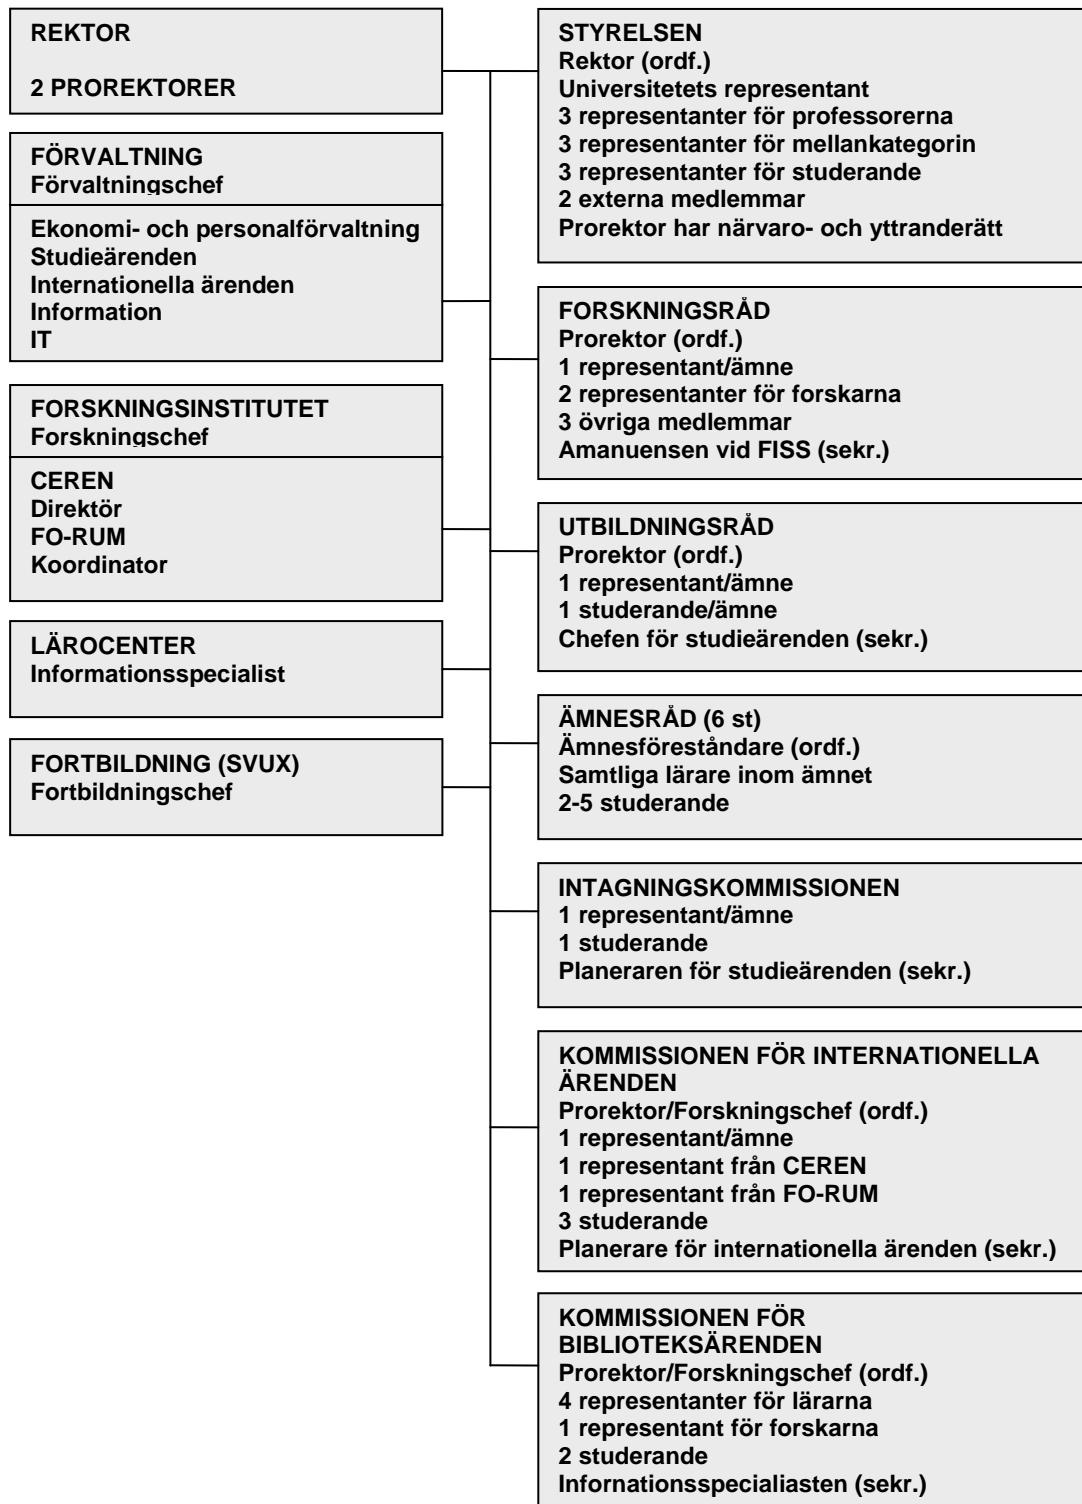 REKTOR
2 PROREKTORER
FÖRVALTNING
Förvaltningschef
Ekonomi- och personalförvaltning
Studieärenden
Internationella ärenden
Information
IT
FORSKNINGSINSTITUTET
Forskningschef
CEREN
Direktör
FO-RUM
Koordinator
LÄROCENTER
Informationsspecialist
FORTBILDNING (SVUX)
Fortbildningschef
STYRELSEN
Rektor (ordf.)
Universitetets representant
3 representanter för professorerna
3 representanter för mellankategorin
3 representanter för studerande
2 externa medlemmar
Prorektor har närvaro- och yttranderätt
FORSKNINGSRÅD
Prorektor (ordf.)
1 representant/ämne
2 representanter för forskarna
3 övriga medlemmar
Amanuensen vid FISS (sekr.)
UTBILDNINGSRÅD
Prorektor (ordf.)
1 representant/ämne
1 studerande/ämne
Chefen för studieärenden (sekr.)
ÄMNESRÅD (6 st)
Ämnesföreståndare (ordf.)
Samtliga lärare inom ämnet
2-5 studerande
INTAGNINGSKOMMISSIONEN
1 representant/ämne
1 studerande
Planeraren för studieärenden (sekr.)
KOMMISSIONEN FÖR INTERNATIONELLA
ÄRENDEN
Prorektor/Forskningschef (ordf.)
1 representant/ämne
1 representant från CEREN
1 representant från FO-RUM
3 studerande
Planerare för internationella ärenden (sekr.)
KOMMISSIONEN FÖR
BIBLIOTEKSÄRENDEN
Prorektor/Forskningschef (ordf.)
4 representanter för lärarna
1 representant för forskarna
2 studerande
Infornationsspecialiasten (sekr.)